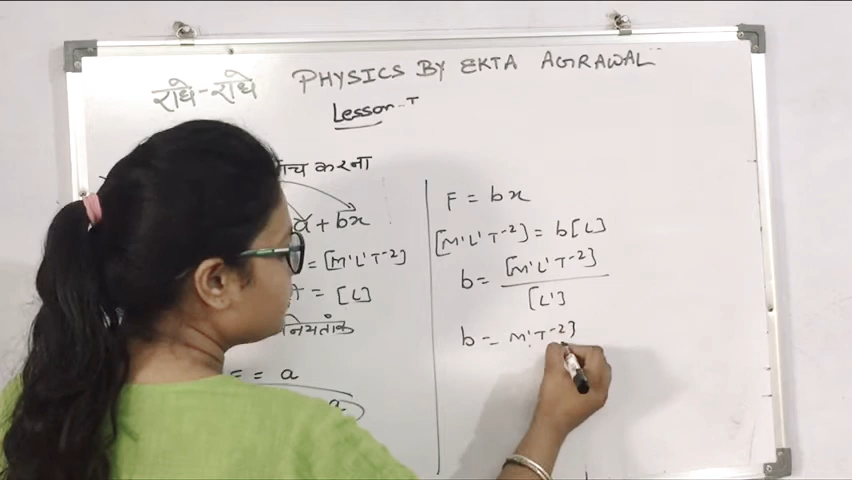 राधे-राधे PHYSICS BY EKTA AGRAWAL
Lesson-T
करना
a + bx
= [M¹L¹T⁻²]
= [L]
नियतांक
= a
F = bx
[M¹L¹T⁻²] = b[L]
b = [M¹L¹T⁻²]
[L¹]
b = M¹T⁻²]